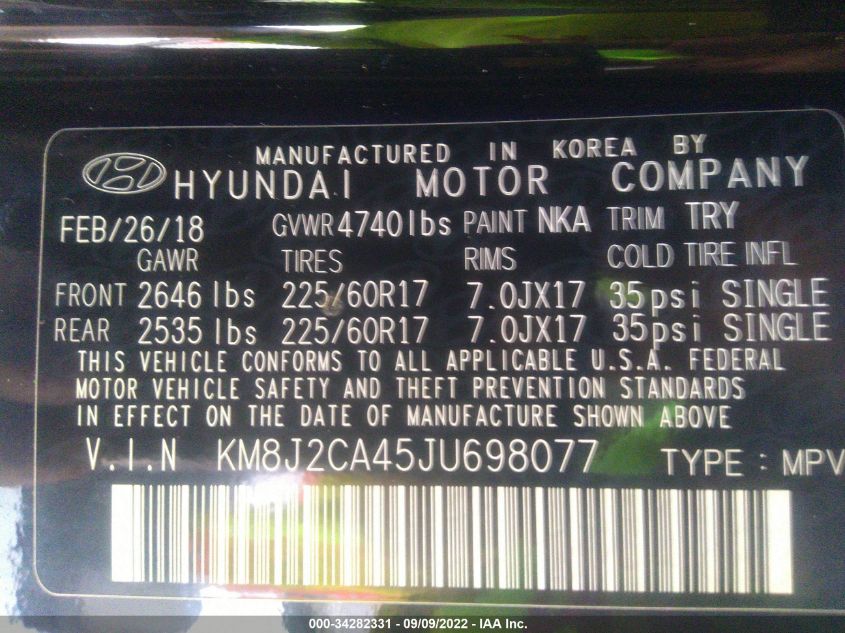 MANUFACTURED IN KOREA BY
HYUNDAI MOTOR COMPANY
FEB/26/18 GVWR 4740 lbs PAINT NKA TRIM TRY
GAWR TIRES RIMS COLD TIRE INFL
FRONT 2646 lbs 225/60R17 7.0JX17 35psi SINGLE
REAR 2535 lbs 225/60R17 7.0JX17 35psi SINGLE
THIS VEHICLE CONFORMS TO ALL APPLICABLE U.S.A. FEDERAL
MOTOR VEHICLE SAFETY AND THEFT PREVENTION STANDARDS
IN EFFECT ON THE DATE OF MANUFACTURE SHOWN ABOVE
V.I.N KM8J2CA45JU698077 TYPE : MPV
000-34282331 - 09/09/2022 - IAA Inc.